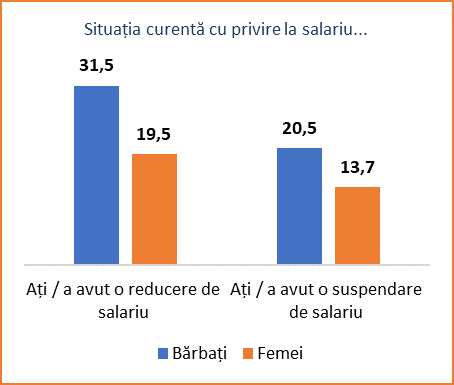 Situația curentă cu privire la salariu...
31,5
19,5
20,5
13,7
Ați / a avut o reducere de
salariu
Ați / a avut o suspendare
de salariu
Bărbați
Femei